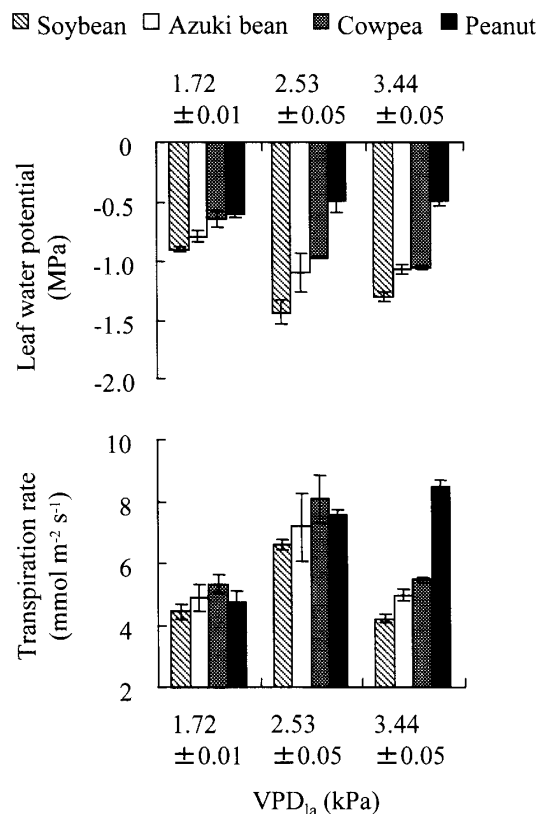 Soybean Azuki bean Cowpea Peanut
1.72 2.53 3.44
±0.01 ±0.05 ±0.05
0
-0.5
-1.0
-1.5
-2.0
Leaf water potential
(MPa)
10
8
6
4
2
Transpiration rate
(mmol m⁻² s⁻¹)
1.72 2.53 3.44
±0.01 ±0.05 ±0.05
VPDla (kPa)